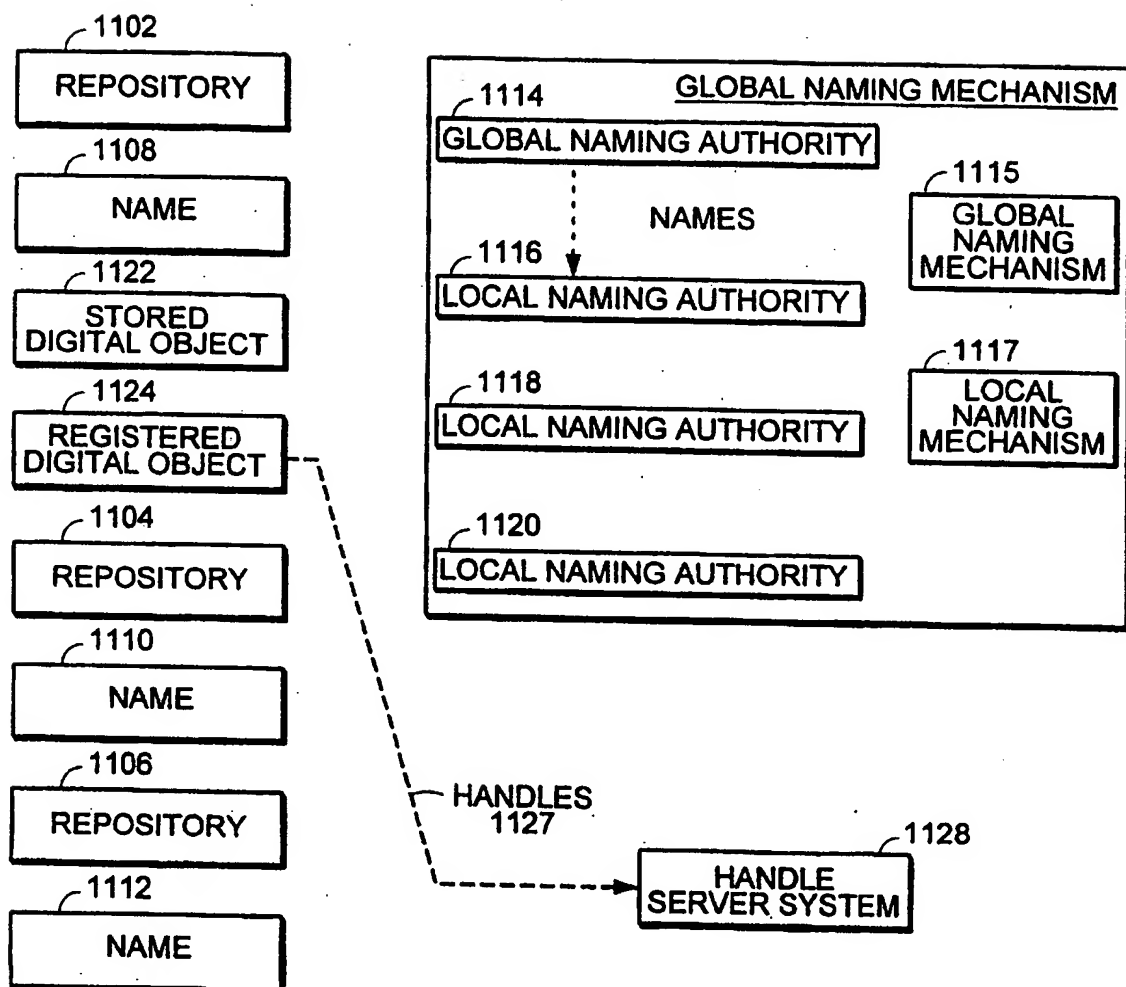 1102
REPOSITORY
1108
NAME
1122
STORED
DIGITAL OBJECT
1124
REGISTERED
DIGITAL OBJECT
1104
REPOSITORY
1110
NAME
1106
REPOSITORY
1112
NAME
GLOBAL NAMING MECHANISM
1114
GLOBAL NAMING AUTHORITY
NAMES
1116
LOCAL NAMING AUTHORITY
1118
LOCAL NAMING AUTHORITY
1120
LOCAL NAMING AUTHORITY
1115
GLOBAL
NAMING
MECHANISM
1117
LOCAL
NAMING
MECHANISM
HANDLES
1127
1128
HANDLE
SERVER SYSTEM